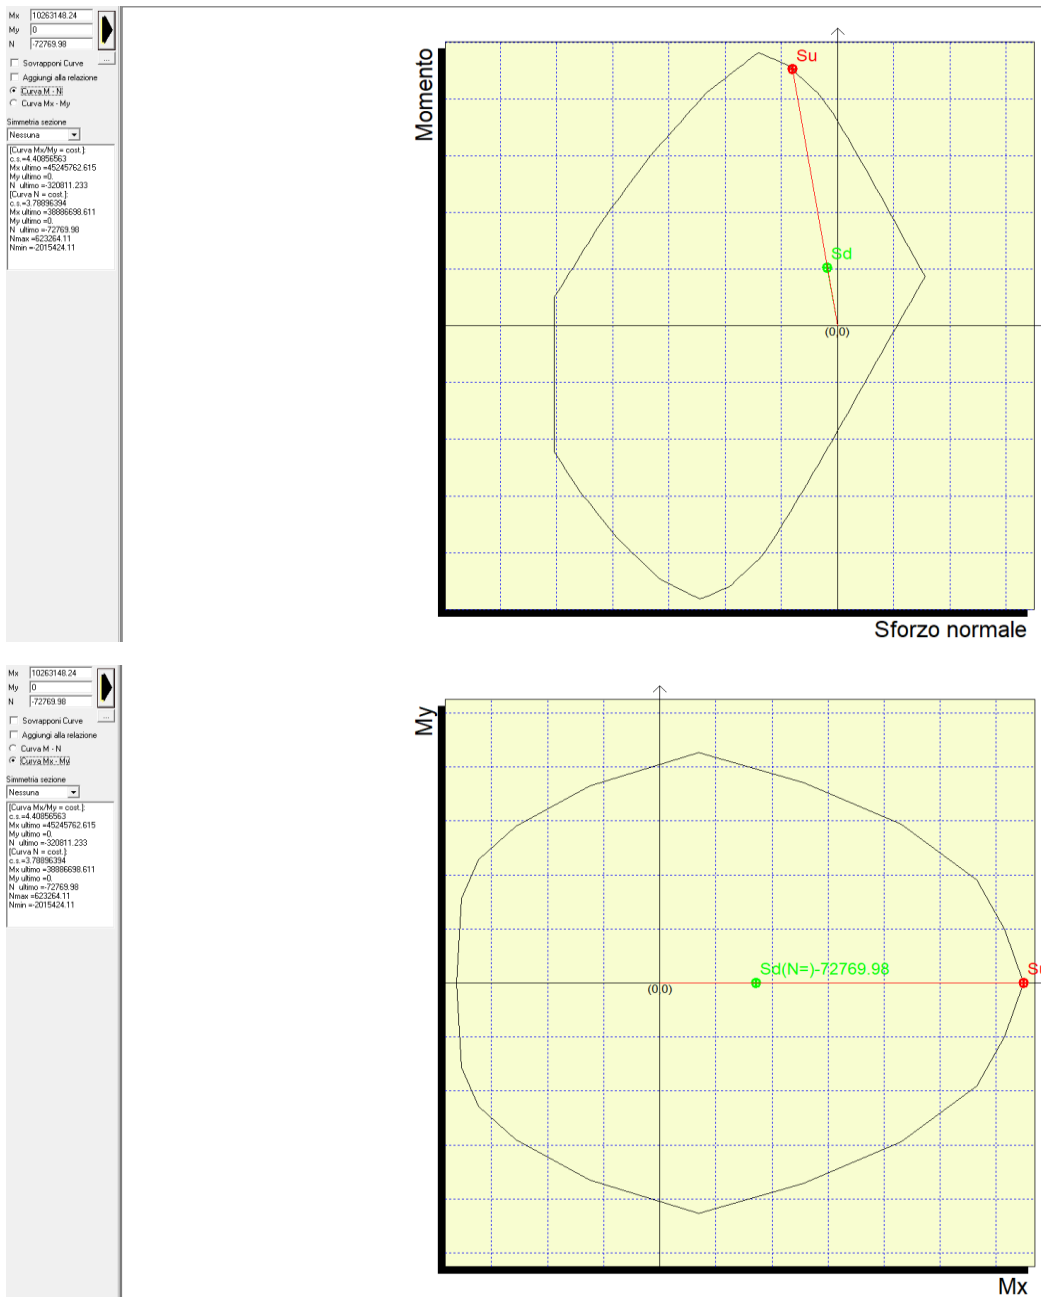 Mx 10263148.24
My 0
N -72769.98
...
Sovrapponi Curve
Aggiungi alla relazione
Curva M - N
Curva Mx - My
Simmetria sezione
Nessuna
[Curva Mx/My = cost.]:
c.s.=4.40856563
Mx ultimo =45245762.615
My ultimo =0.
N ultimo =-320811.233
[Curva N = cost.]:
c.s.=3.78896394
Mx ultimo =38886698.611
My ultimo =0.
N ultimo =-72769.98
Nmax =623264.11
Nmin =-2015424.11
Momento
Su
Sd
(0,0)
Sforzo normale
Mx 10263148.24
My 0
N -72769.98
...
Sovrapponi Curve
Aggiungi alla relazione
Curva M - N
Curva Mx - My
Simmetria sezione
Nessuna
[Curva Mx/My = cost.]:
c.s.=4.40856563
Mx ultimo =45245762.615
My ultimo =0.
N ultimo =-320811.233
[Curva N = cost.]:
c.s.=3.78896394
Mx ultimo =38886698.611
My ultimo =0.
N ultimo =-72769.98
Nmax =623264.11
Nmin =-2015424.11
My
Sd(N=)-72769.98
Su
(0,0)
Mx